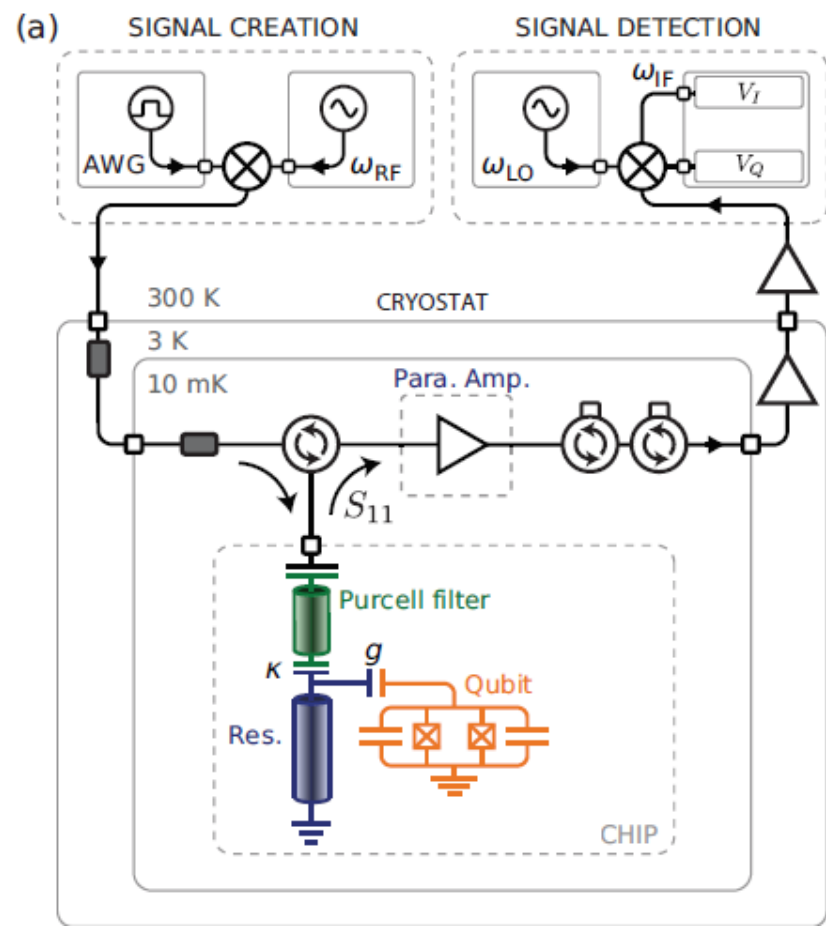 (a)
SIGNAL CREATION
SIGNAL DETECTION
AWG
ω_RF
ω_LO
ω_IF
V_I
V_Q
300 K
CRYOSTAT
3 K
10 mK
Para. Amp.
S_11
Purcell filter
κ
g
Qubit
Res.
CHIP